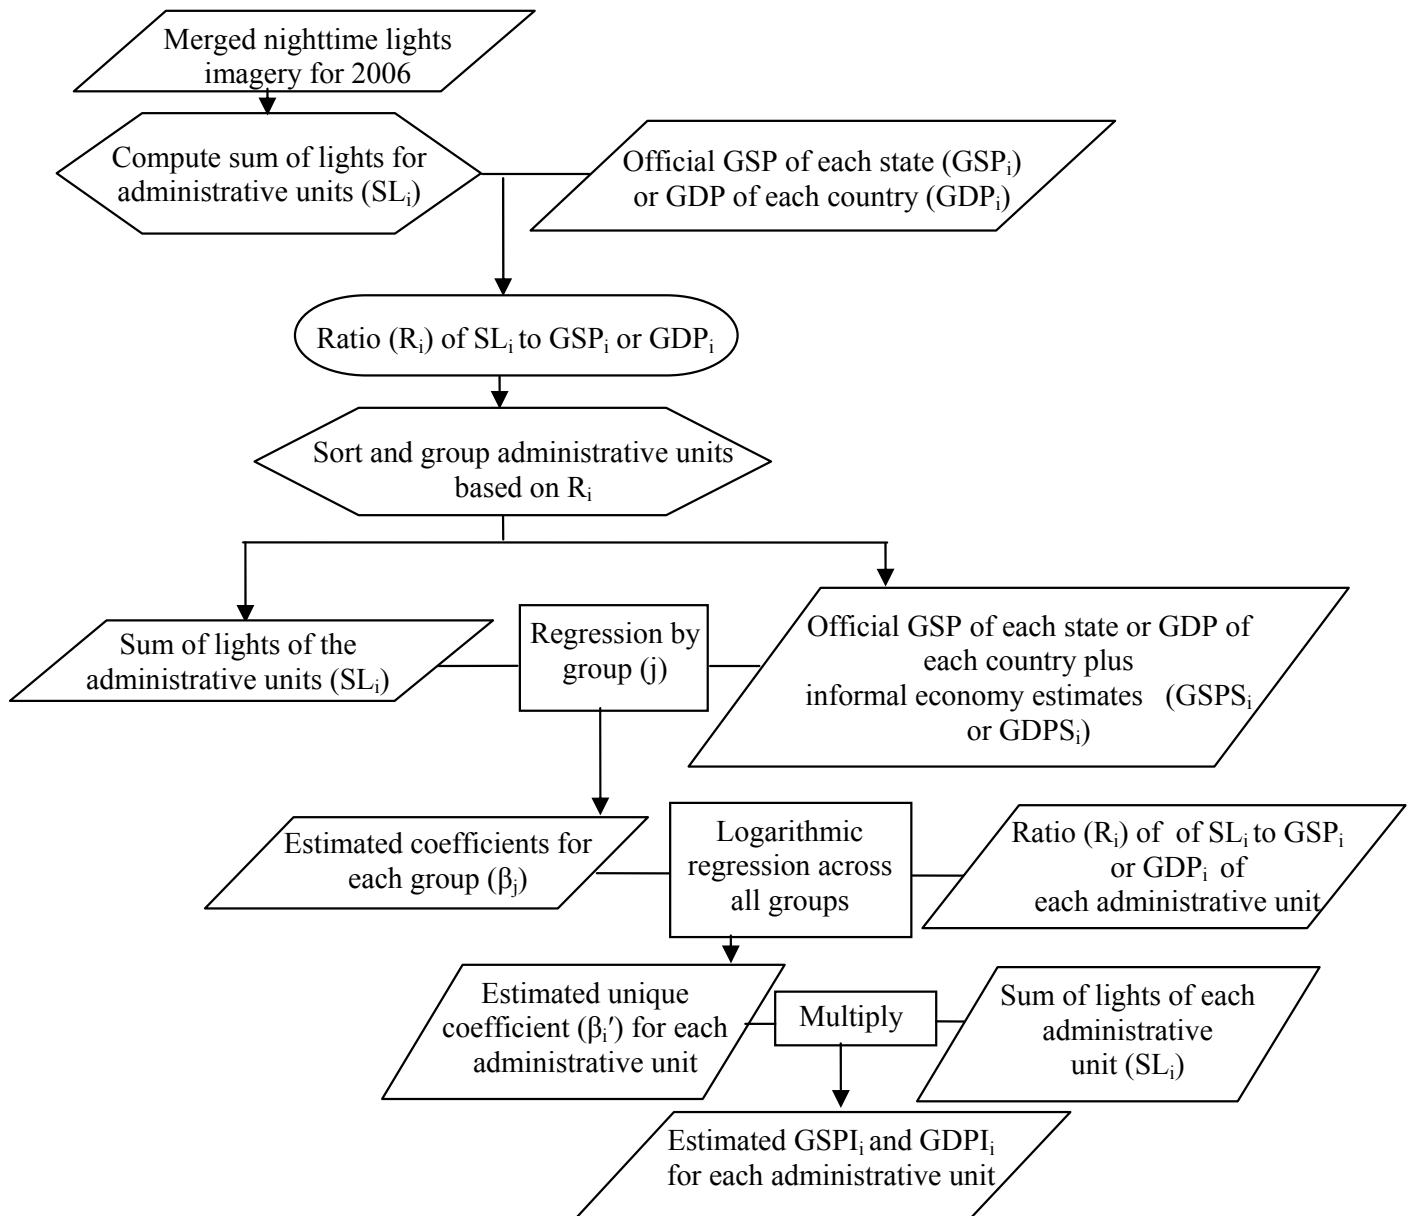 Merged nighttime lights
imagery for 2006
Compute sum of lights for
administrative units (SLᵢ)
Official GSP of each state (GSPᵢ)
or GDP of each country (GDPᵢ)
Ratio (Rᵢ) of SLᵢ to GSPᵢ or GDPᵢ
Sort and group administrative units
based on Rᵢ
Sum of lights of the
administrative units (SLᵢ)
Regression by
group (j)
Official GSP of each state or GDP of
each country plus
informal economy estimates (GSPSᵢ
or GDPSᵢ)
Estimated coefficients for
each group (βⱼ)
Logarithmic
regression across
all groups
Ratio (Rᵢ) of of SLᵢ to GSPᵢ
or GDPᵢ of
each administrative unit
Estimated unique
coefficient (βᵢ′) for each
administrative unit
Multiply
Sum of lights of each
administrative
unit (SLᵢ)
Estimated GSPIᵢ and GDPIᵢ
for each administrative unit